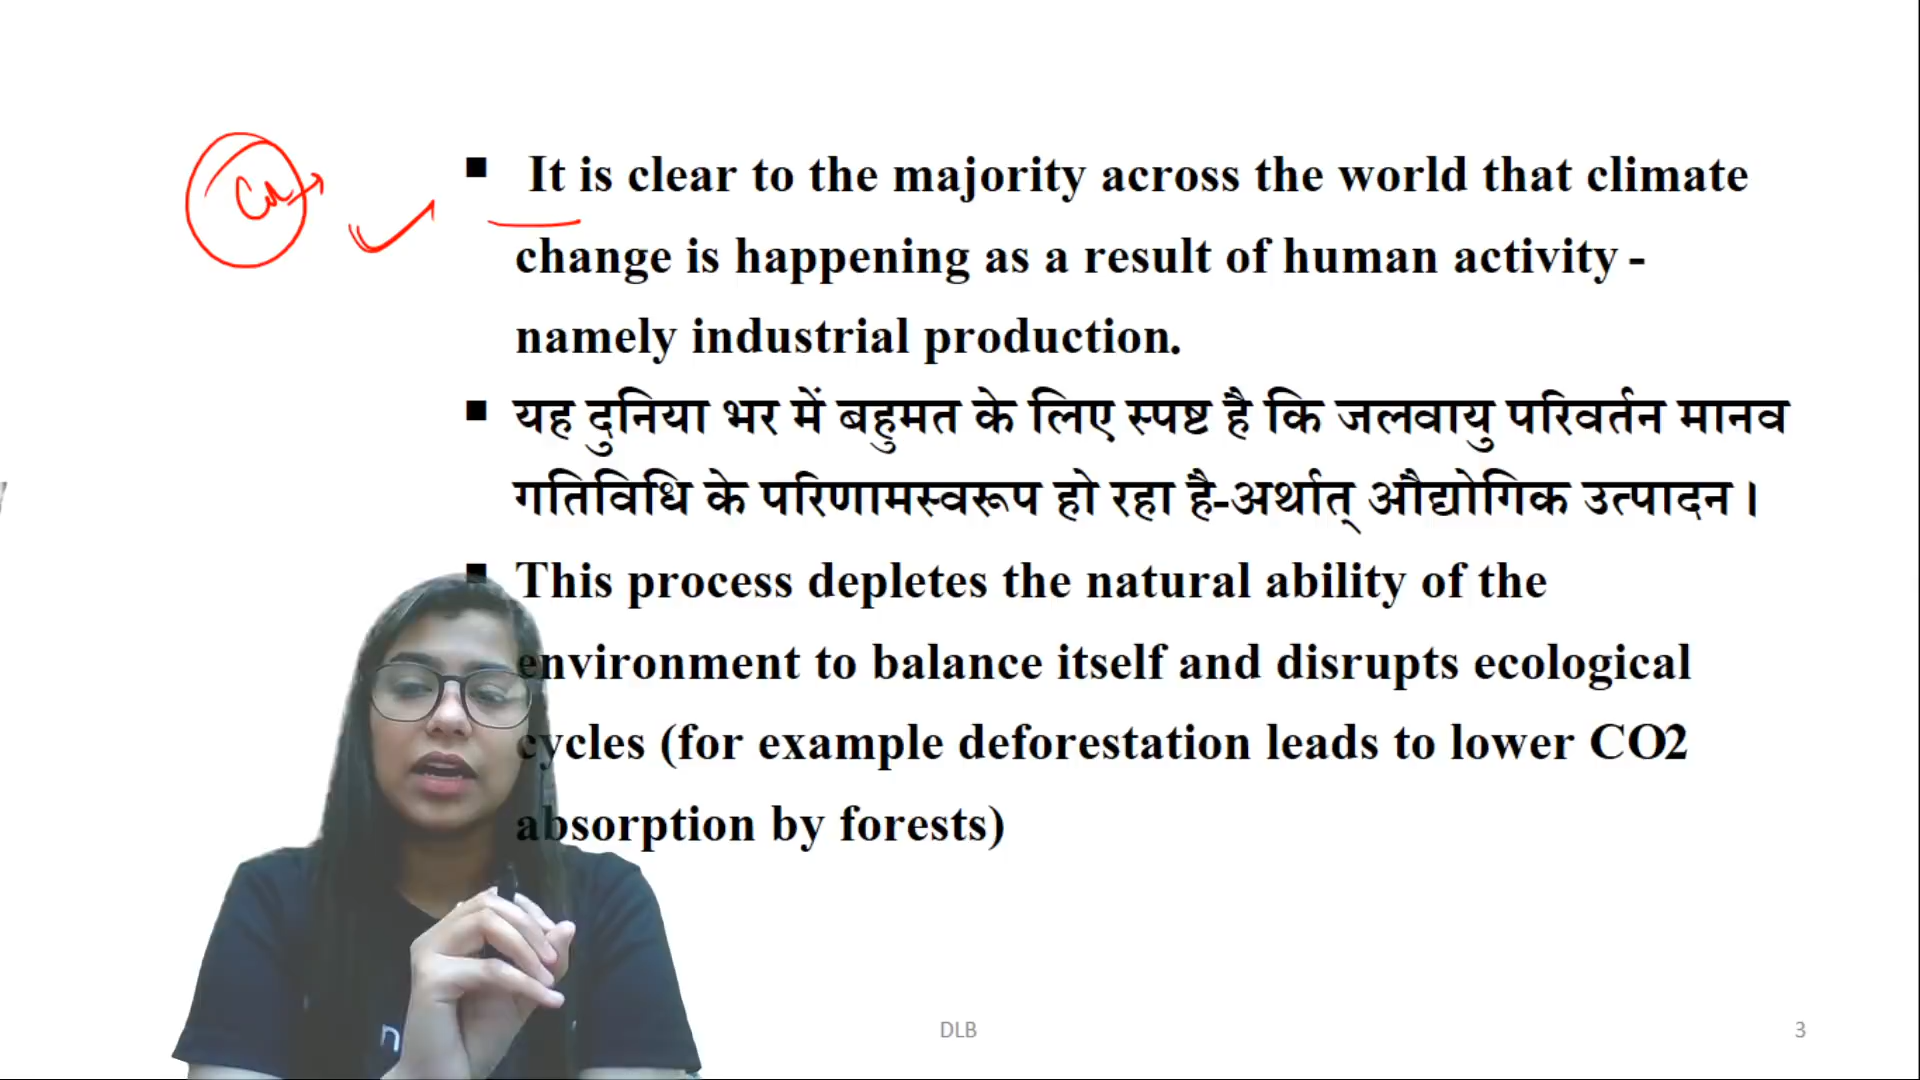 It is clear to the majority across the world that climate
change is happening as a result of human activity -
namely industrial production.
यह दुनिया भर में बहुमत के लिए स्पष्ट है कि जलवायु परिवर्तन मानव
गतिविधि के परिणामस्वरूप हो रहा है-अर्थात् औद्योगिक उत्पादन।
This process depletes the natural ability of the
environment to balance itself and disrupts ecological
cycles (for example deforestation leads to lower CO2
absorption by forests)
n
DLB
3